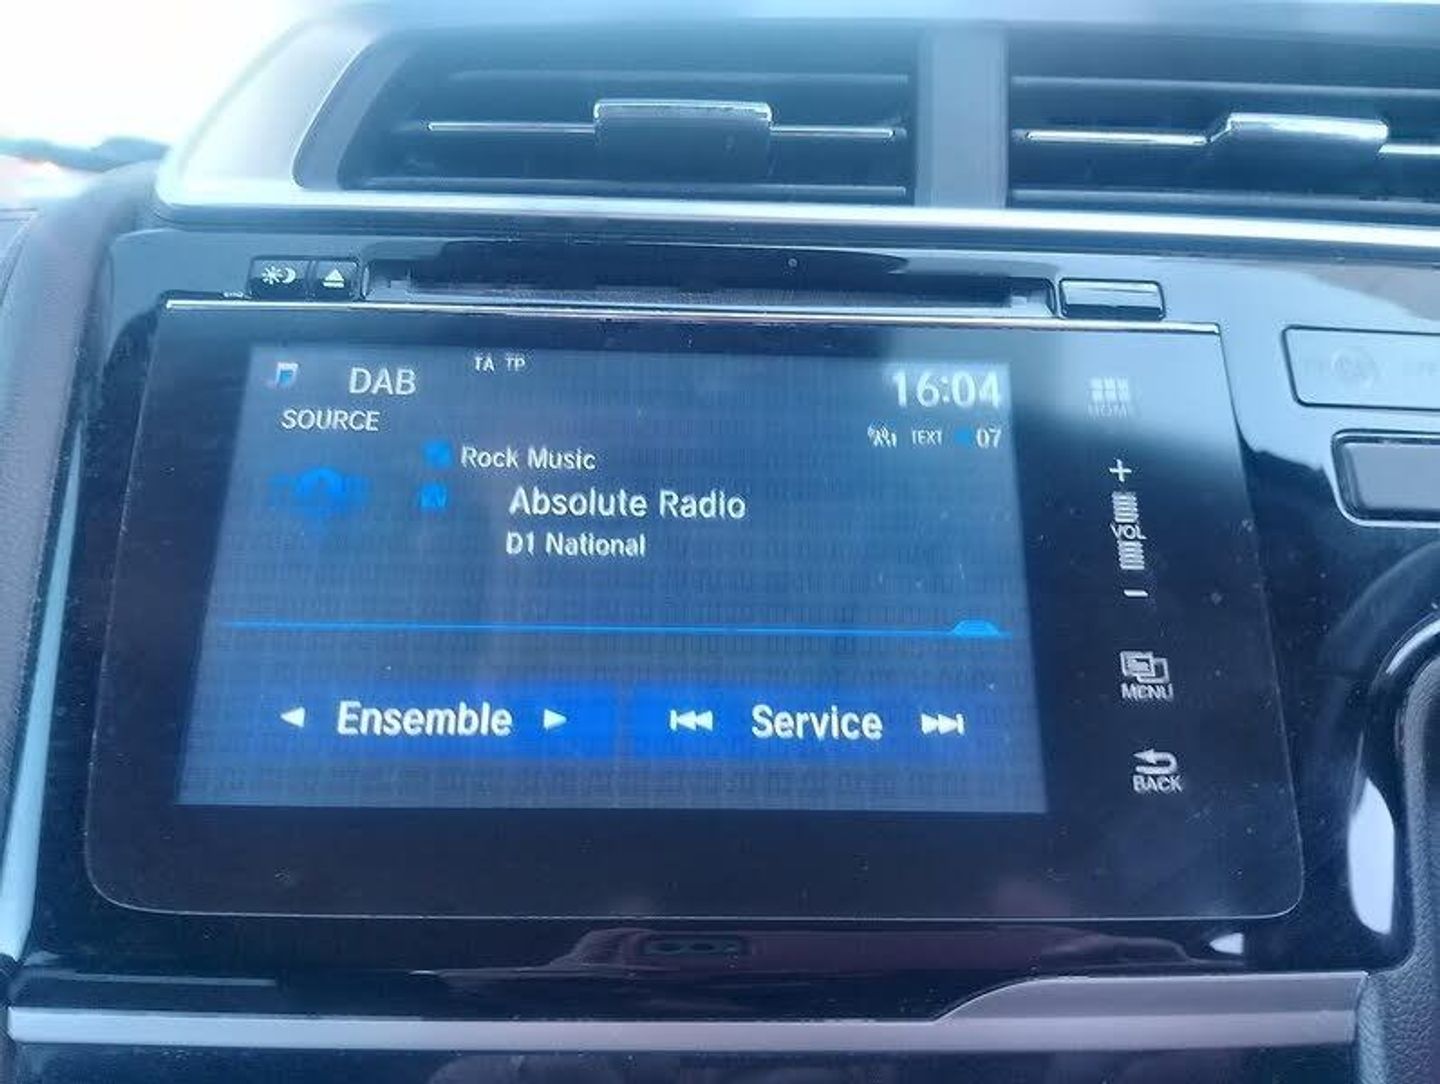 DAB
TA TP
16:04
SOURCE
TEXT 07
Rock Music
Absolute Radio
D1 National
Ensemble
Service
HOME
+
VOL
-
MENU
BACK